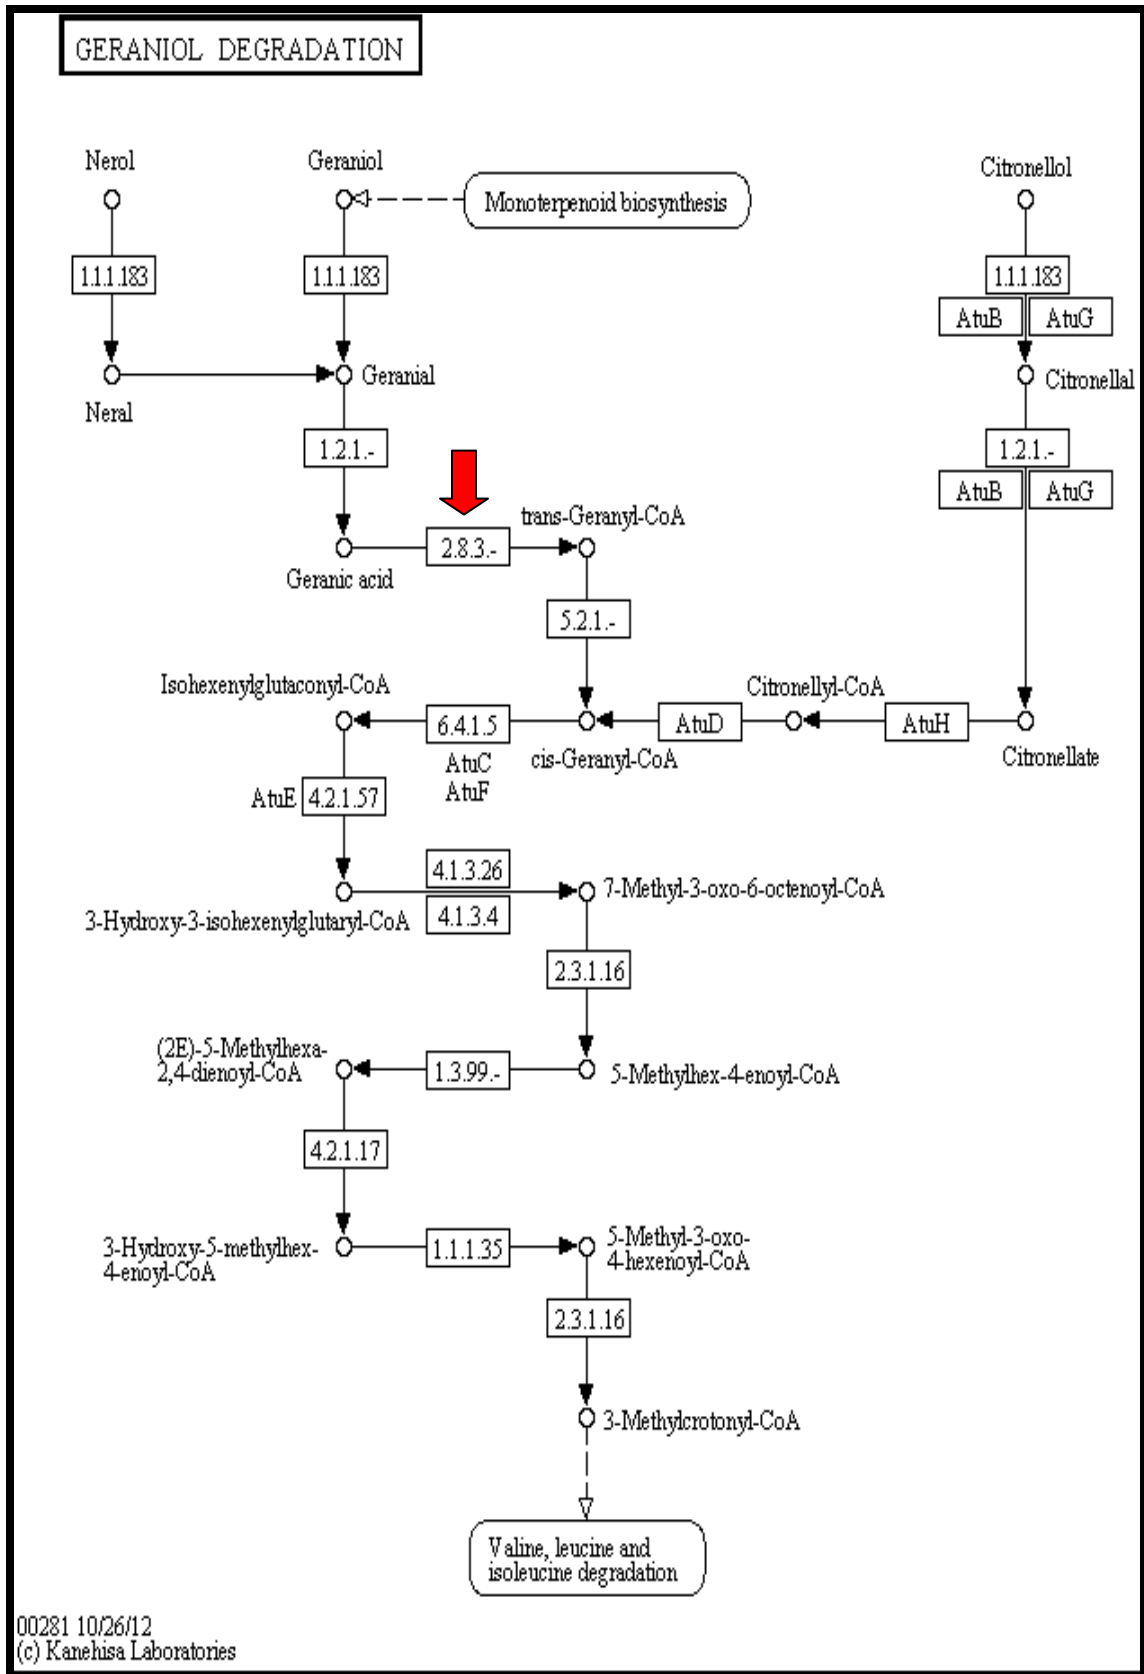 GERANIOL DEGRADATION
Nerol
Geraniol
Citronellol
Monoterpenoid biosynthesis
1.1.1.183
1.1.1.183
1.1.1.183
AtuB
AtuG
Geranial
Citronellal
Neral
1.2.1.-
1.2.1.-
AtuB
AtuG
trans-Geranyl-CoA
2.8.3.-
Geranic acid
5.2.1.-
Isohexenylglutaconyl-CoA
Citronellyl-CoA
6.4.1.5
AtuD
AtuH
AtuC
AtuF
cis-Geranyl-CoA
Citronellate
AtuE
4.2.1.57
4.1.3.26
7-Methyl-3-oxo-6-octenoyl-CoA
4.1.3.4
3-Hydroxy-3-isohexenylglutaryl-CoA
2.3.1.16
(2E)-5-Methylhexa-
2,4-dienoyl-CoA
1.3.99.-
5-Methylhex-4-enoyl-CoA
4.2.1.17
3-Hydroxy-5-methylhex-
4-enoyl-CoA
1.1.1.35
5-Methyl-3-oxo-
4-hexenoyl-CoA
2.3.1.16
3-Methylcrotonyl-CoA
Valine, leucine and
isoleucine degradation
00281 10/26/12
(c) Kanehisa Laboratories